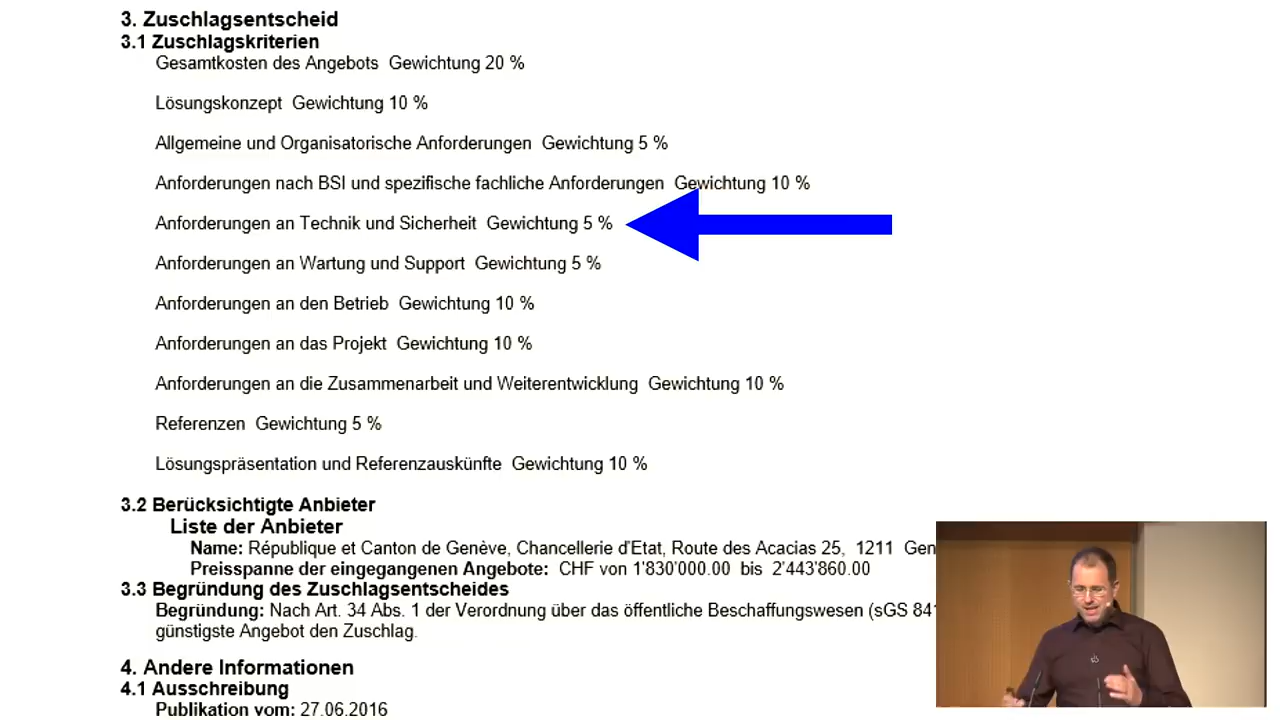 3. Zuschlagsentscheid
3.1 Zuschlagskriterien
Gesamtkosten des Angebots Gewichtung 20 %
Lösungskonzept Gewichtung 10 %
Allgemeine und Organisatorische Anforderungen Gewichtung 5 %
Anforderungen nach BSI und spezifische fachliche Anforderungen Gewichtung 10 %
Anforderungen an Technik und Sicherheit Gewichtung 5 %
Anforderungen an Wartung und Support Gewichtung 5 %
Anforderungen an den Betrieb Gewichtung 10 %
Anforderungen an das Projekt Gewichtung 10 %
Anforderungen an die Zusammenarbeit und Weiterentwicklung Gewichtung 10 %
Referenzen Gewichtung 5 %
Lösungspräsentation und Referenzauskünfte Gewichtung 10 %
3.2 Berücksichtigte Anbieter
Liste der Anbieter
Name: République et Canton de Genève, Chancellerie d'Etat, Route des Acacias 25, 1211 Gen
Preisspanne der eingegangenen Angebote: CHF von 1'830'000.00 bis 2'443'860.00
3.3 Begründung des Zuschlagsentscheides
Begründung: Nach Art. 34 Abs. 1 der Verordnung über das öffentliche Beschaffungswesen (sGS 841
günstigste Angebot den Zuschlag.
4. Andere Informationen
4.1 Ausschreibung
Publikation vom: 27.06.2016